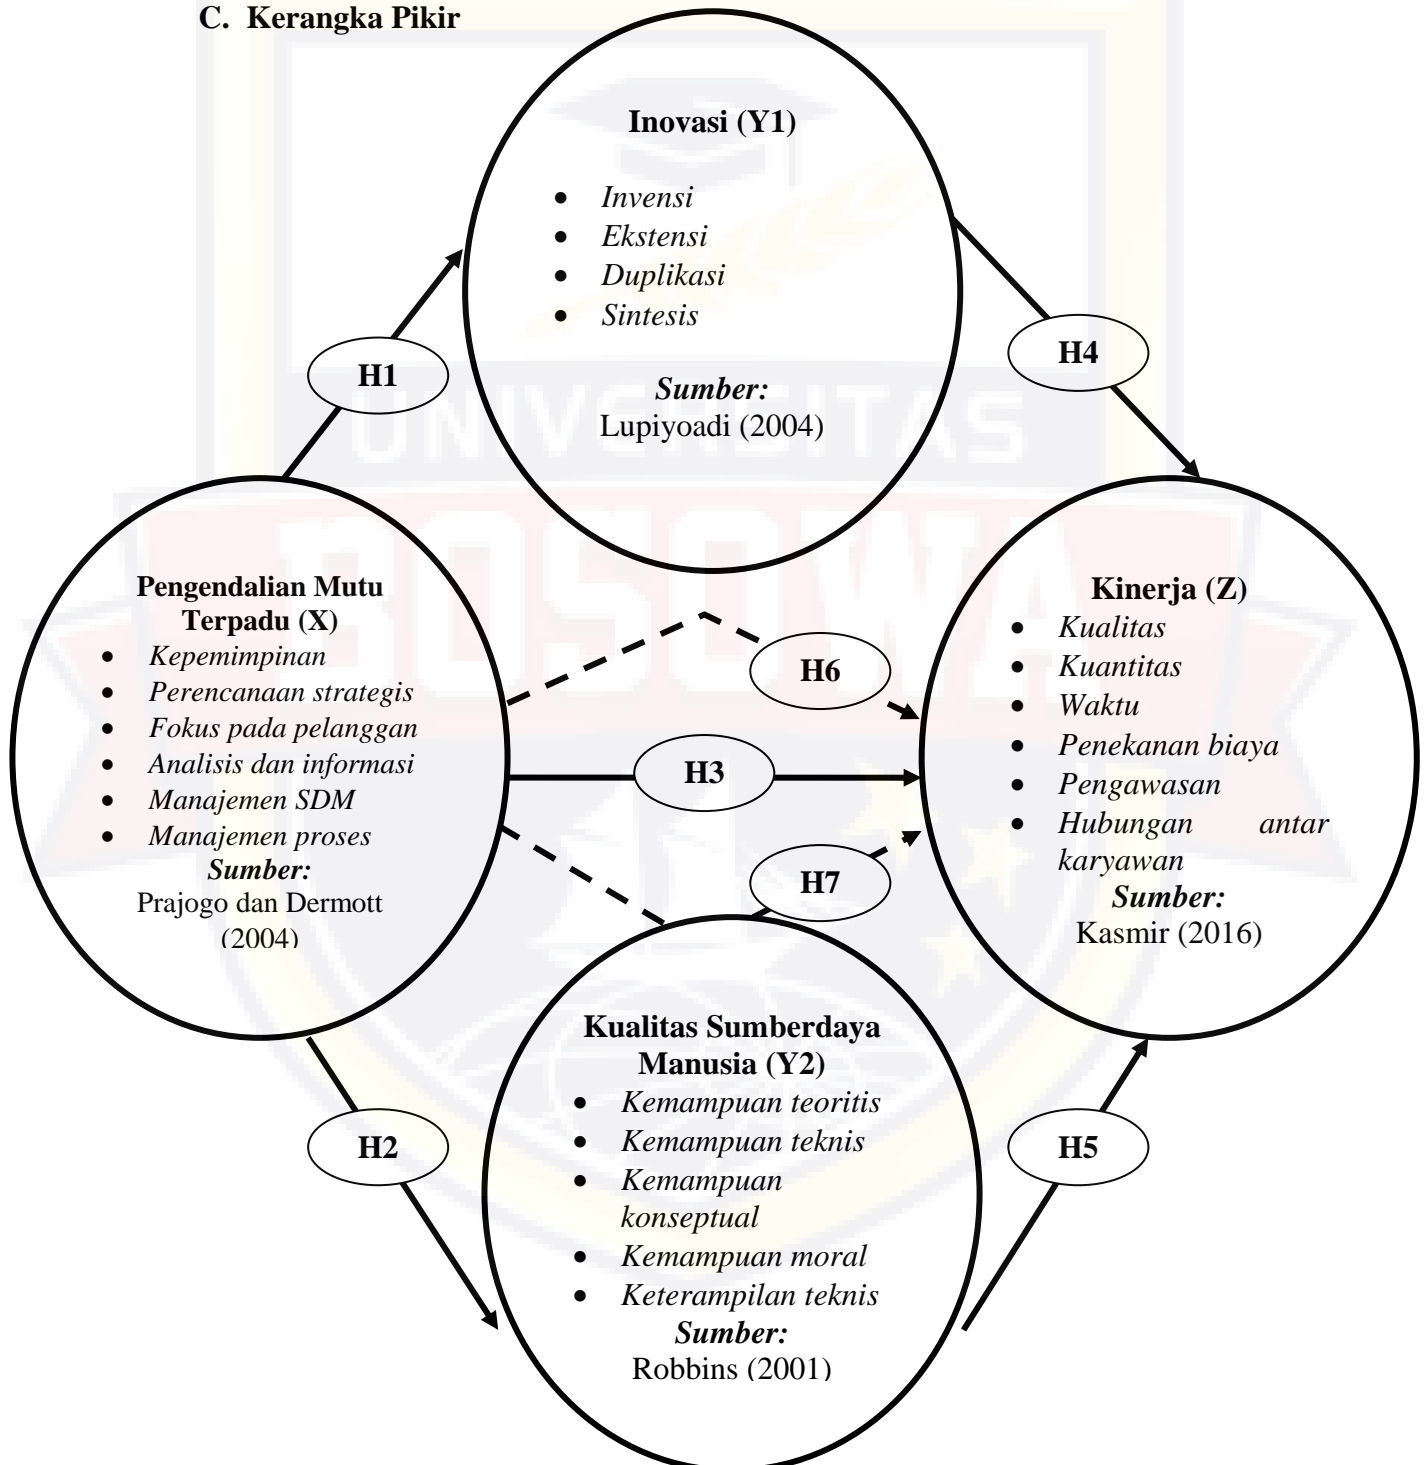 C. Kerangka Pikir
Inovasi (Y1)
• Invensi
• Ekstensi
• Duplikasi
• Sintesis
Sumber:
Lupiyoadi (2004)
H1
H4
Pengendalian Mutu
Terpadu (X)
• Kepemimpinan
• Perencanaan strategis
• Fokus pada pelanggan
• Analisis dan informasi
• Manajemen SDM
• Manajemen proses
Sumber:
Prajogo dan Dermott
(2004)
H6
H3
H7
Kinerja (Z)
• Kualitas
• Kuantitas
• Waktu
• Penekanan biaya
• Pengawasan
• Hubungan antar
karyawan
Sumber:
Kasmir (2016)
H2
H5
Kualitas Sumberdaya
Manusia (Y2)
• Kemampuan teoritis
• Kemampuan teknis
• Kemampuan
konseptual
• Kemampuan moral
• Keterampilan teknis
Sumber:
Robbins (2001)
UNIVERSITAS
BOSOWA